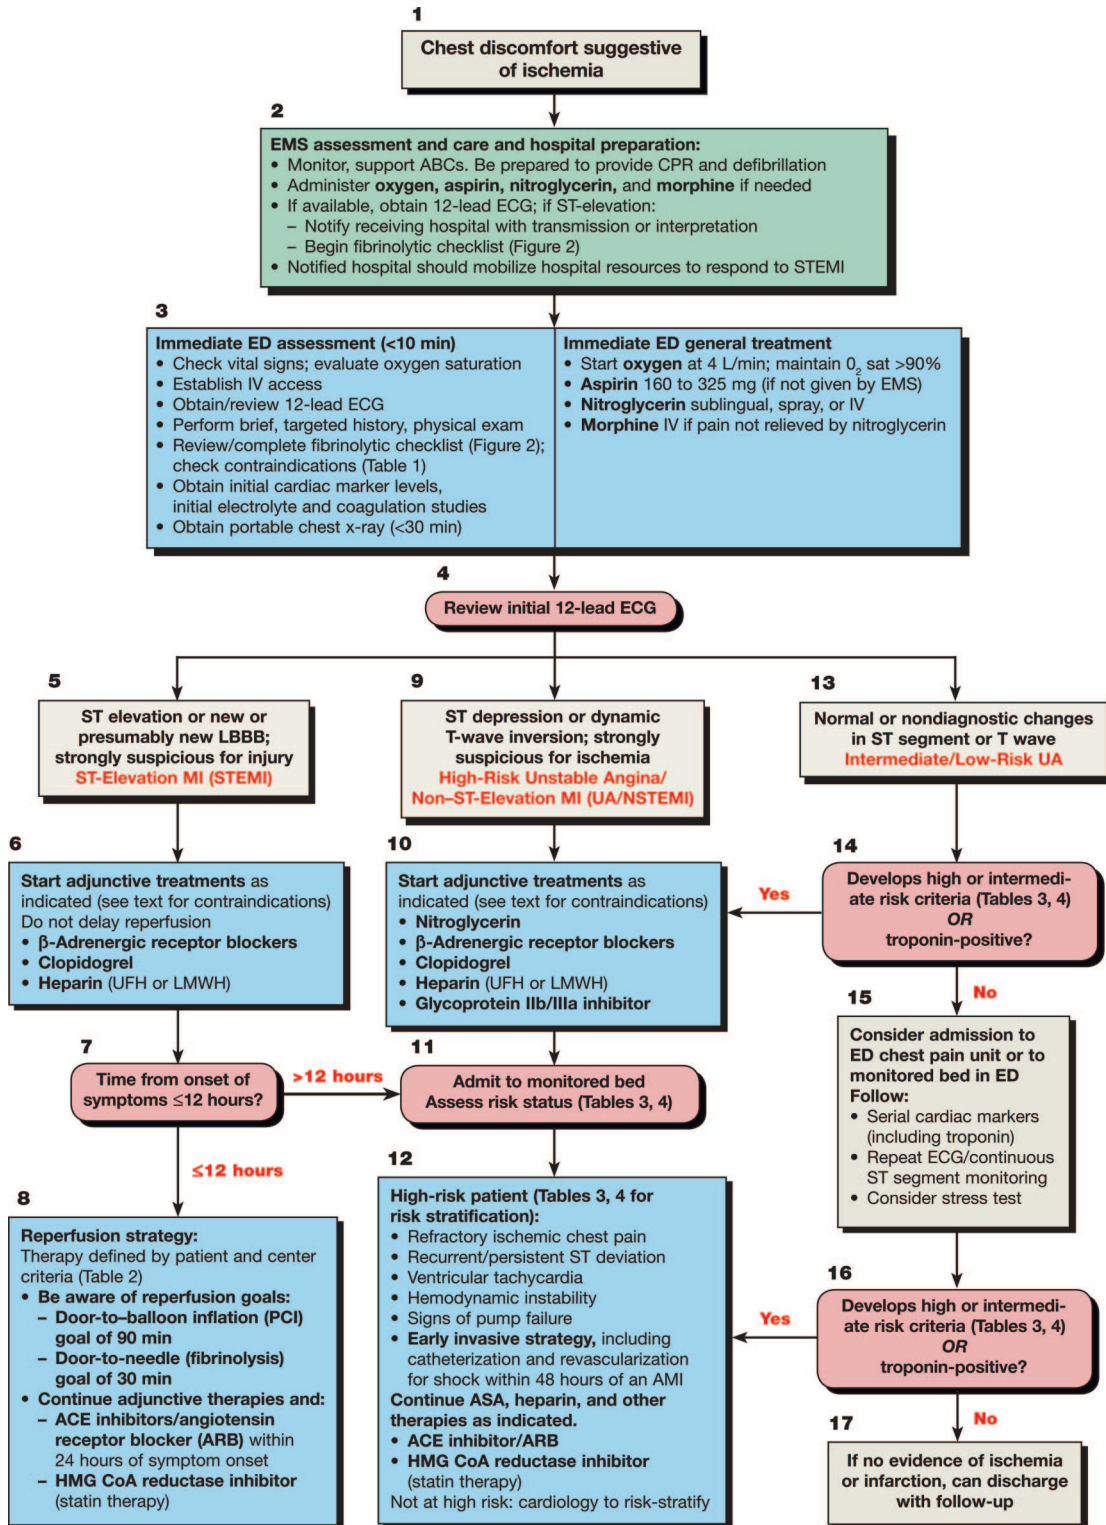 1
Chest discomfort suggestive
of ischemia
2
EMS assessment and care and hospital preparation:
• Monitor, support ABCs. Be prepared to provide CPR and defibrillation
• Administer oxygen, aspirin, nitroglycerin, and morphine if needed
• If available, obtain 12-lead ECG; if ST-elevation:
– Notify receiving hospital with transmission or interpretation
– Begin fibrinolytic checklist (Figure 2)
• Notified hospital should mobilize hospital resources to respond to STEMI
3
Immediate ED assessment (<10 min)
• Check vital signs; evaluate oxygen saturation
• Establish IV access
• Obtain/review 12-lead ECG
• Perform brief, targeted history, physical exam
• Review/complete fibrinolytic checklist (Figure 2);
check contraindications (Table 1)
• Obtain initial cardiac marker levels,
initial electrolyte and coagulation studies
• Obtain portable chest x-ray (<30 min)
Immediate ED general treatment
• Start oxygen at 4 L/min; maintain 0₂ sat >90%
• Aspirin 160 to 325 mg (if not given by EMS)
• Nitroglycerin sublingual, spray, or IV
• Morphine IV if pain not relieved by nitroglycerin
4
Review initial 12-lead ECG
5
ST elevation or new or
presumably new LBBB;
strongly suspicious for injury
ST-Elevation MI (STEMI)
9
ST depression or dynamic
T-wave inversion; strongly
suspicious for ischemia
High-Risk Unstable Angina/
Non–ST-Elevation MI (UA/NSTEMI)
13
Normal or nondiagnostic changes
in ST segment or T wave
Intermediate/Low-Risk UA
6
Start adjunctive treatments as
indicated (see text for contraindications)
Do not delay reperfusion
• β-Adrenergic receptor blockers
• Clopidogrel
• Heparin (UFH or LMWH)
10
Start adjunctive treatments as
indicated (see text for contraindications)
• Nitroglycerin
• β-Adrenergic receptor blockers
• Clopidogrel
• Heparin (UFH or LMWH)
• Glycoprotein IIb/IIIa inhibitor
Yes
14
Develops high or intermedi-
ate risk criteria (Tables 3, 4)
OR
troponin-positive?
No
7
Time from onset of
symptoms ≤12 hours?
>12 hours
11
Admit to monitored bed
Assess risk status (Tables 3, 4)
15
Consider admission to
ED chest pain unit or to
monitored bed in ED
Follow:
• Serial cardiac markers
(including troponin)
• Repeat ECG/continuous
ST segment monitoring
• Consider stress test
≤12 hours
8
Reperfusion strategy:
Therapy defined by patient and center
criteria (Table 2)
• Be aware of reperfusion goals:
– Door-to–balloon inflation (PCI)
goal of 90 min
– Door-to-needle (fibrinolysis)
goal of 30 min
• Continue adjunctive therapies and:
– ACE inhibitors/angiotensin
receptor blocker (ARB) within
24 hours of symptom onset
– HMG CoA reductase inhibitor
(statin therapy)
12
High-risk patient (Tables 3, 4 for
risk stratification):
• Refractory ischemic chest pain
• Recurrent/persistent ST deviation
• Ventricular tachycardia
• Hemodynamic instability
• Signs of pump failure
• Early invasive strategy, including
catheterization and revascularization
for shock within 48 hours of an AMI
Continue ASA, heparin, and other
therapies as indicated.
• ACE inhibitor/ARB
• HMG CoA reductase inhibitor
(statin therapy)
Not at high risk: cardiology to risk-stratify
Yes
16
Develops high or intermedi-
ate risk criteria (Tables 3, 4)
OR
troponin-positive?
No
17
If no evidence of ischemia
or infarction, can discharge
with follow-up